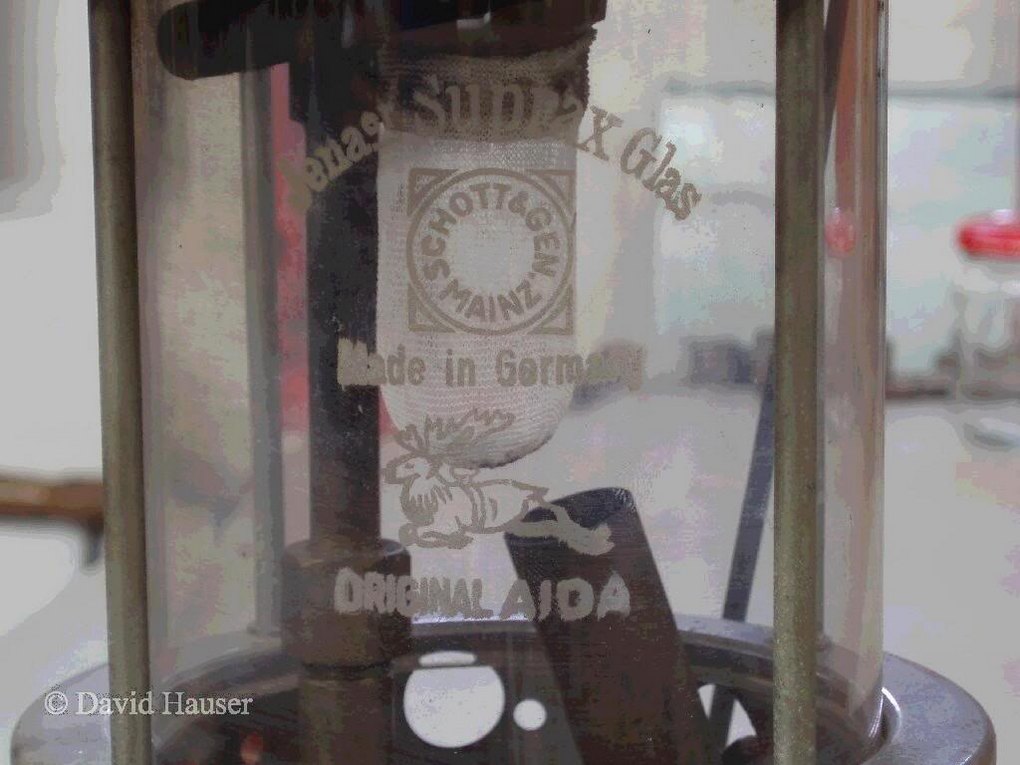 Jenaer Suprax Glas
SCHOTT & GEN.
MAINZ.
Made in Germany
ORIGINAL AIDA
© David Hauser